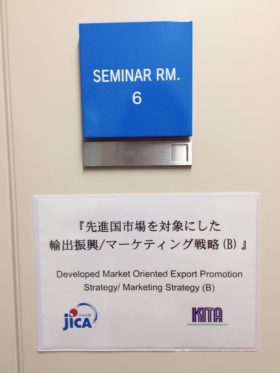 SEMINAR RM.
6
『先進国市場を対象にした
輸出振興/マーケティング戦略(B)』
Developed Market Oriented Export Promotion
Strategy/ Marketing Strategy (B)
jICA
KITA